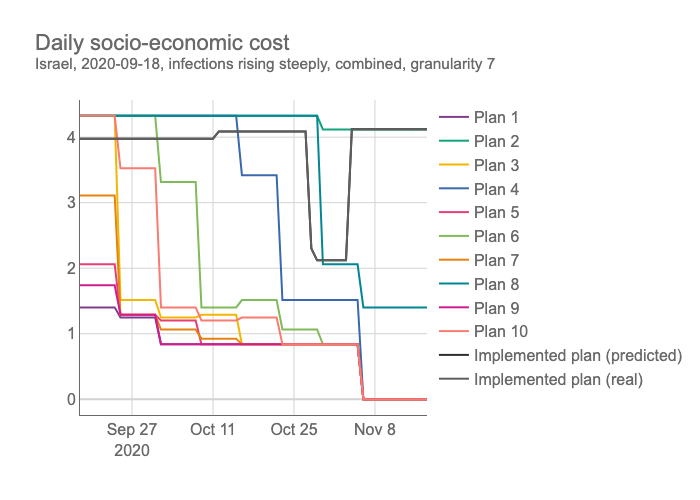 Daily socio-economic cost
Israel, 2020-09-18, infections rising steeply, combined, granularity 7
4
3
2
1
0
Sep 27
2020
Oct 11
Oct 25
Nov 8
Plan 1
Plan 2
Plan 3
Plan 4
Plan 5
Plan 6
Plan 7
Plan 8
Plan 9
Plan 10
Implemented plan (predicted)
Implemented plan (real)